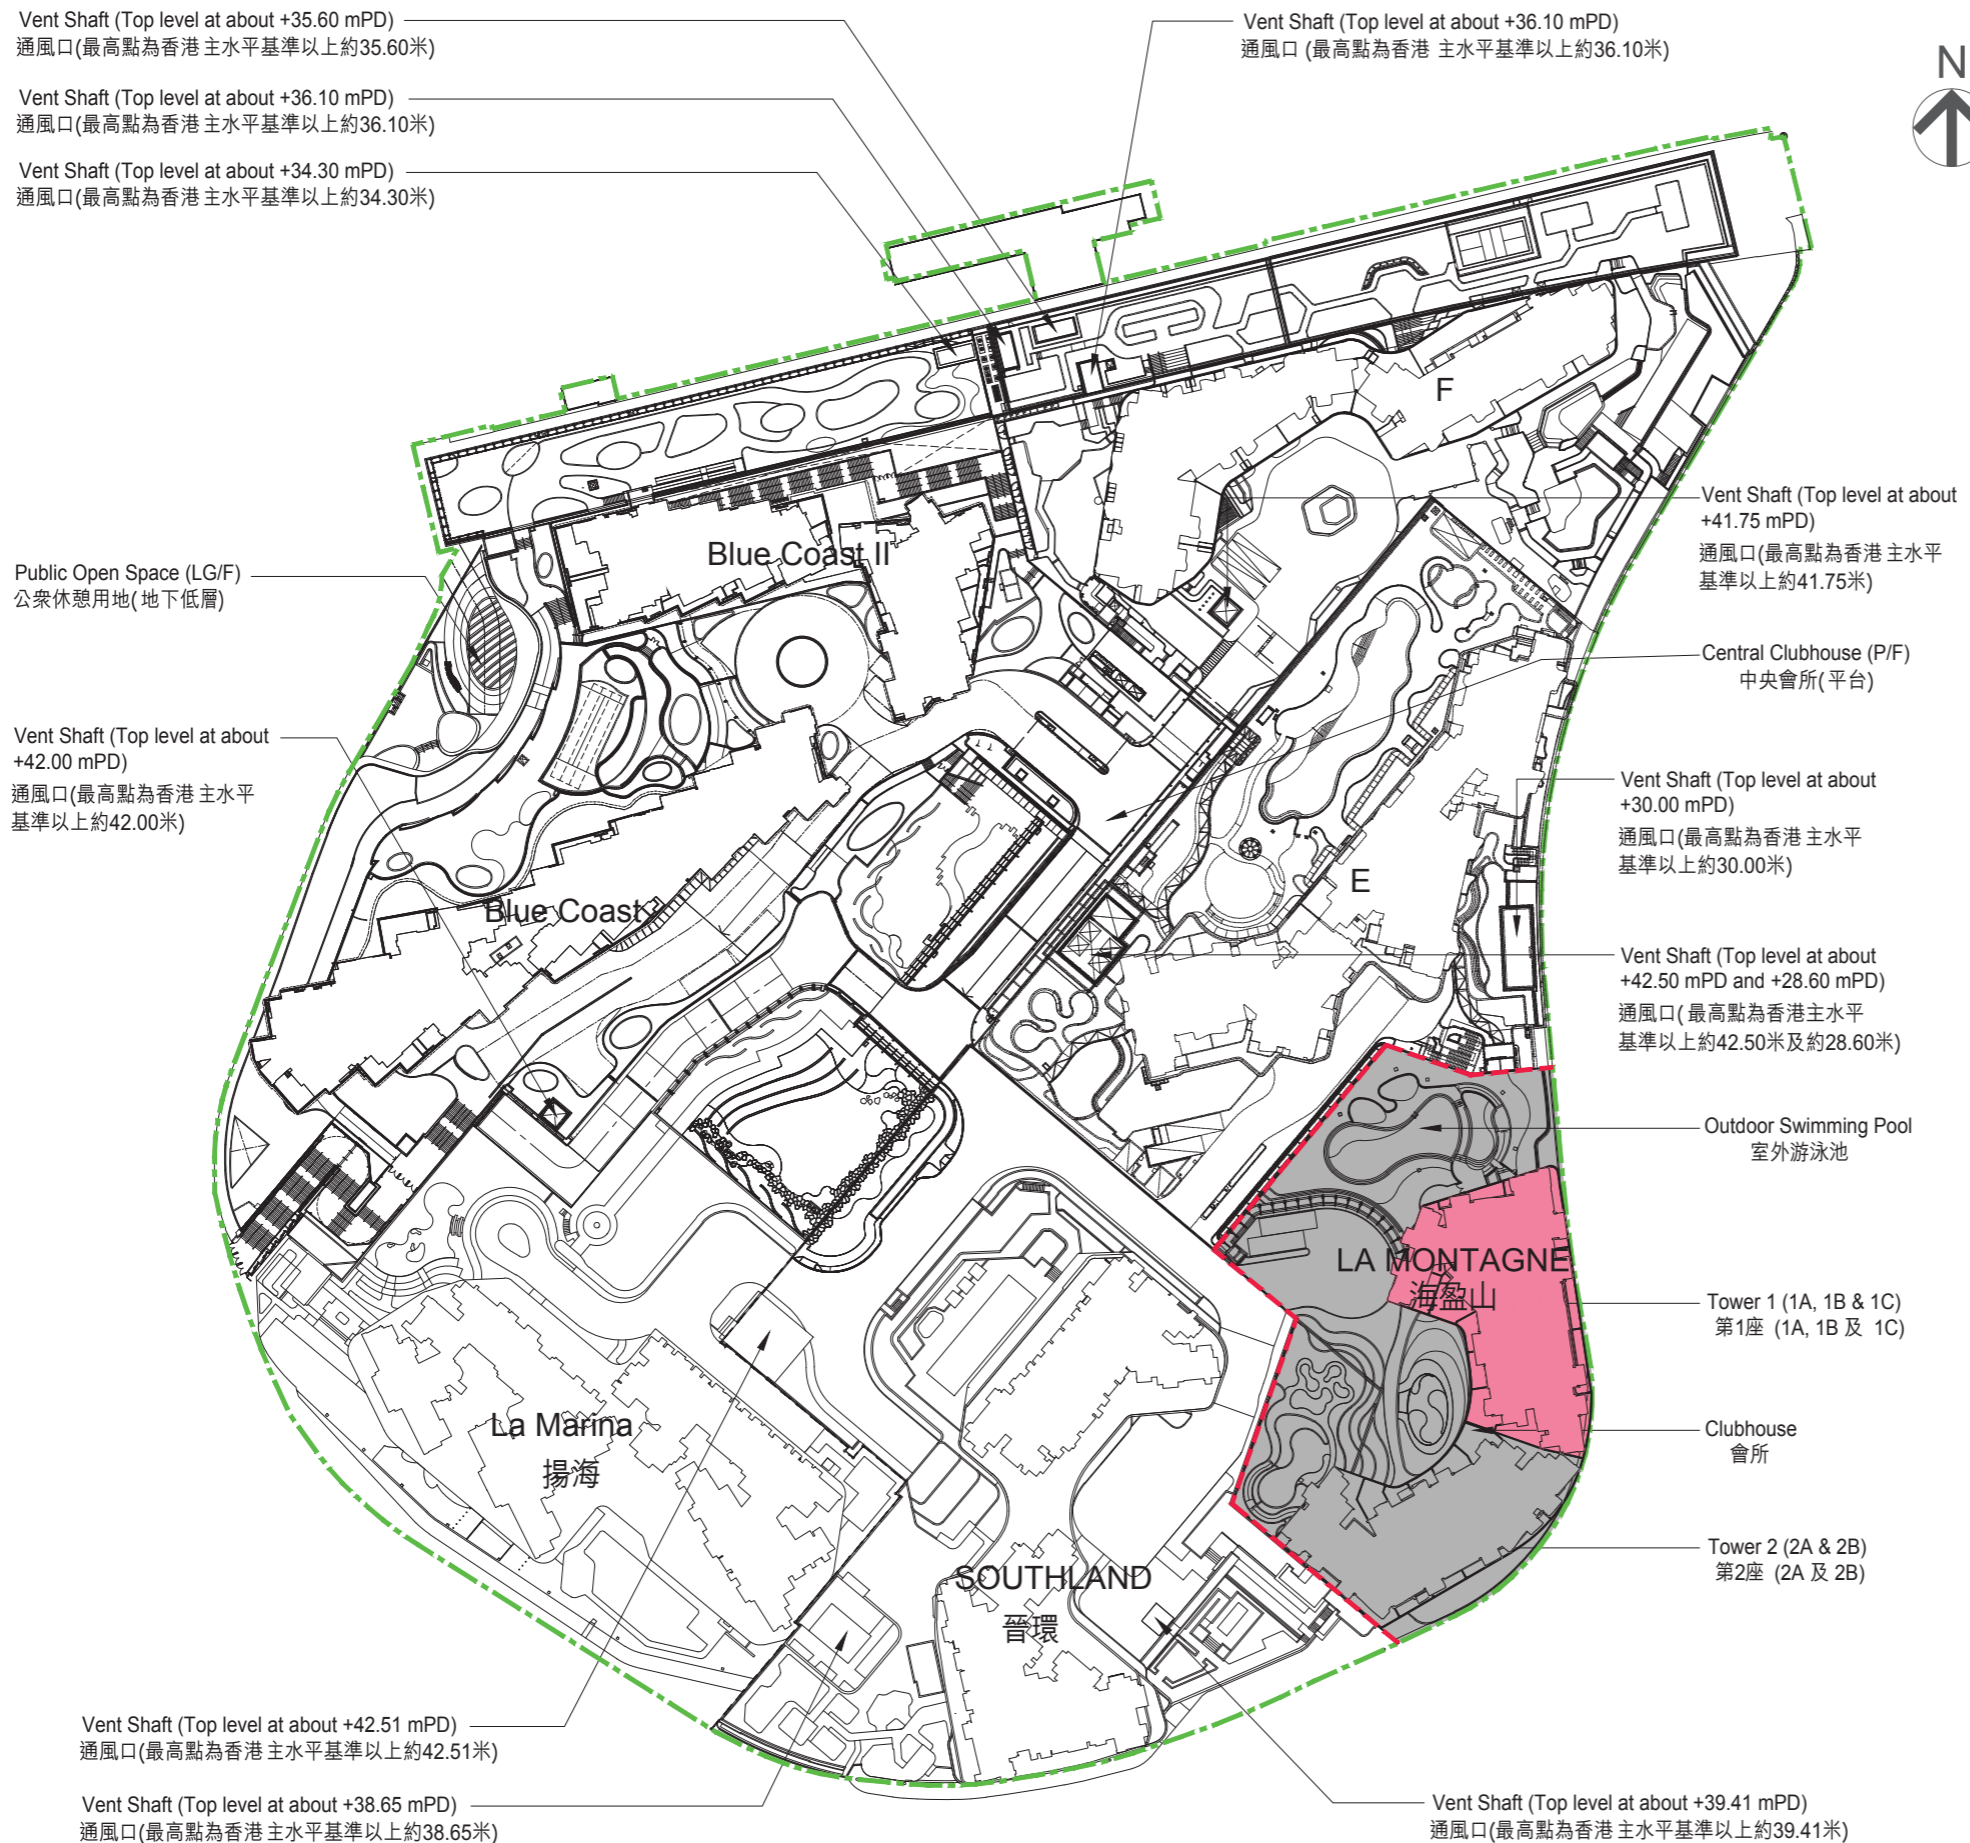 Vent Shaft (Top level at about +35.60 mPD)
通風口(最高點為香港主水平基準以上約35.60米)
Vent Shaft (Top level at about +36.10 mPD)
通風口(最高點為香港主水平基準以上約36.10米)
Vent Shaft (Top level at about +34.30 mPD)
通風口(最高點為香港主水平基準以上約34.30米)
Vent Shaft (Top level at about +36.10 mPD)
通風口 (最高點為香港主水平基準以上約36.10米)
N
F
Vent Shaft (Top level at about
+41.75 mPD)
通風口(最高點為香港主水平
基準以上約41.75米)
Blue Coast II
Public Open Space (LG/F)
公衆休憩用地(地下低層)
Central Clubhouse (P/F)
中央會所(平台)
Vent Shaft (Top level at about
+42.00 mPD)
通風口(最高點為香港主水平
基準以上約42.00米)
Vent Shaft (Top level at about
+30.00 mPD)
通風口(最高點為香港主水平
基準以上約30.00米)
E
Blue Coast
Vent Shaft (Top level at about
+42.50 mPD and +28.60 mPD)
通風口(最高點為香港主水平
基準以上約42.50米及約28.60米)
Outdoor Swimming Pool
室外游泳池
LA MONTAGNE
海盈山
Tower 1 (1A, 1B & 1C)
第1座 (1A, 1B 及 1C)
La Marina
揚海
Clubhouse
會所
Tower 2 (2A & 2B)
第2座 (2A 及 2B)
SOUTHLAND
晉環
Vent Shaft (Top level at about +42.51 mPD)
通風口(最高點為香港主水平基準以上約42.51米)
Vent Shaft (Top level at about +38.65 mPD)
通風口(最高點為香港主水平基準以上約38.65米)
Vent Shaft (Top level at about +39.41 mPD)
通風口(最高點為香港主水平基準以上約39.41米)